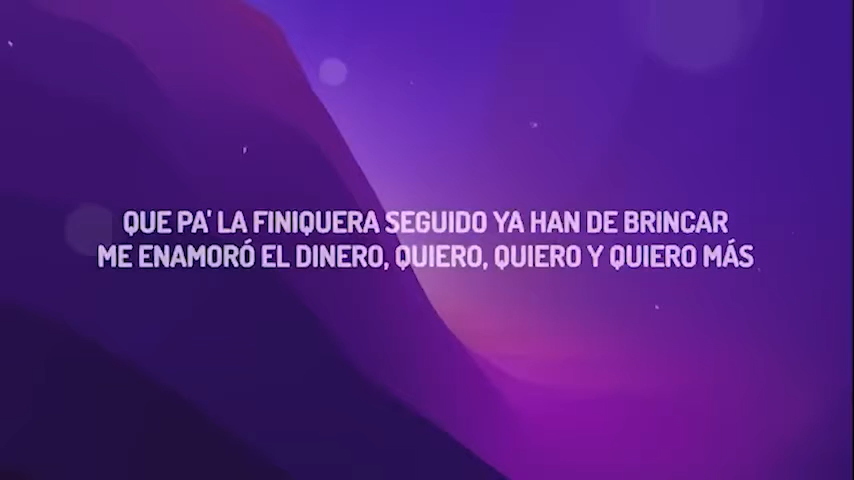 QUE PA' LA FINIQUERA SEGUIDO YA HAN DE BRINCAR
ME ENAMORÓ EL DINERO, QUIERO, QUIERO Y QUIERO MÁS